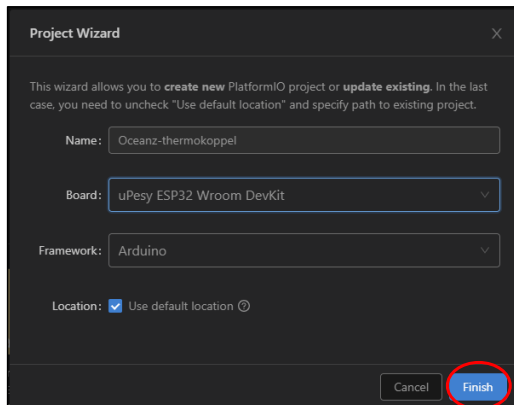 Project Wizard
This wizard allows you to create new PlatformIO project or update existing. In the last
case, you need to uncheck "Use default location" and specify path to existing project.
Name: Oceanz-thermokoppel
Board: uPesy ESP32 Wroom DevKit
Framework: Arduino
Location: Use default location
Cancel Finish